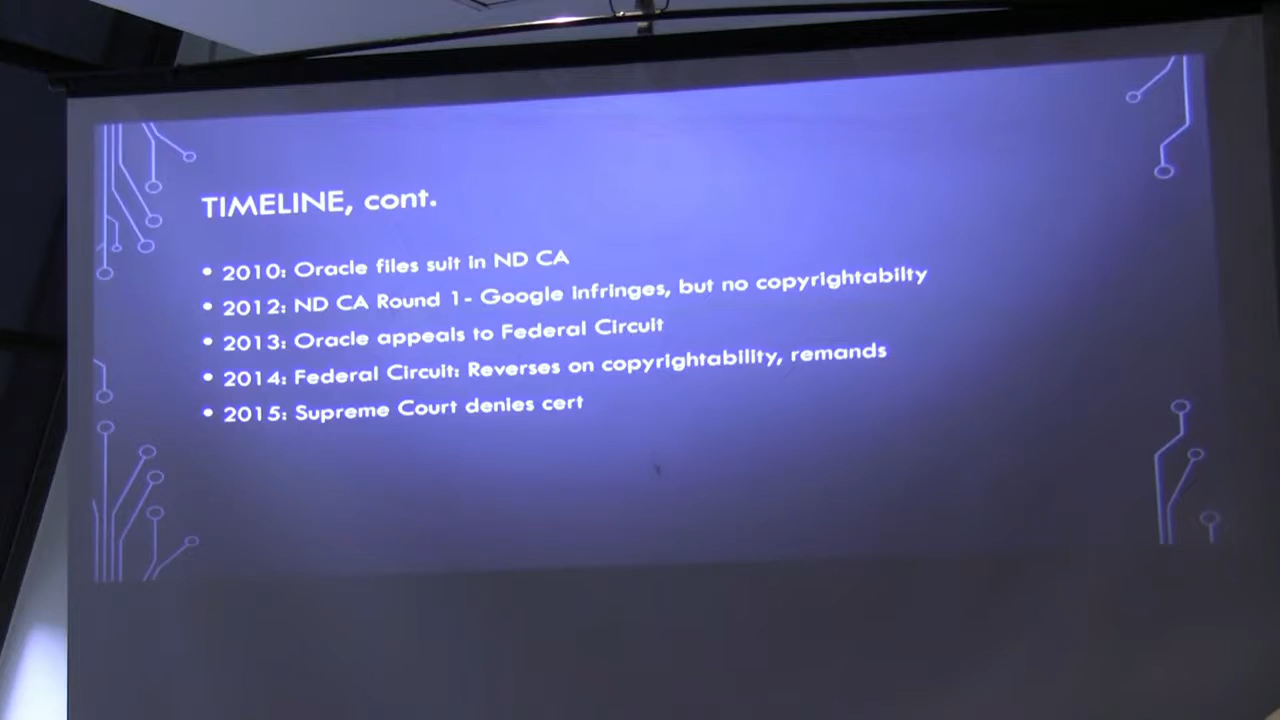 TIMELINE, cont.
• 2010: Oracle files suit in ND CA
• 2012: ND CA Round 1- Google infringes, but no copyrightabilty
• 2013: Oracle appeals to Federal Circuit
• 2014: Federal Circuit: Reverses on copyrightability, remands
• 2015: Supreme Court denies cert